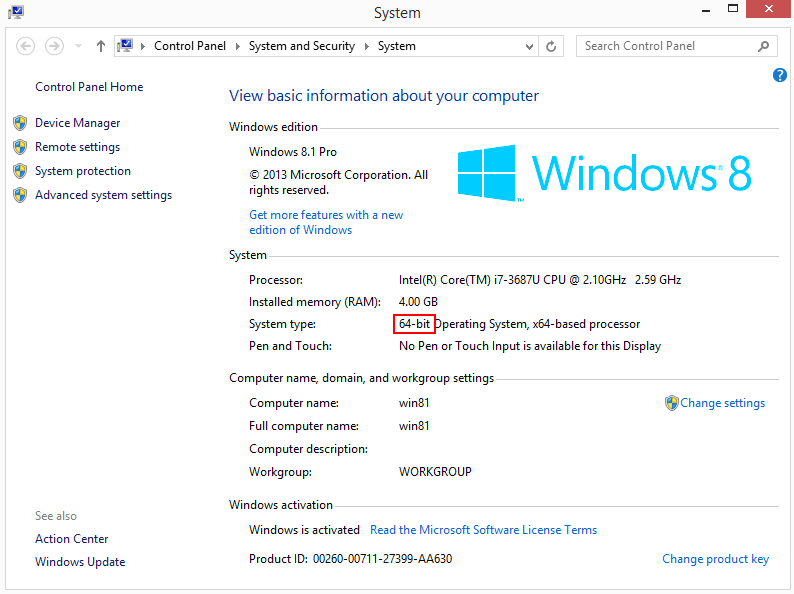 System
Control Panel System and Security System
Search Control Panel
Control Panel Home
Device Manager
Remote settings
System protection
Advanced system settings
See also
Action Center
Windows Update
?
View basic information about your computer
Windows edition
Windows 8.1 Pro
© 2013 Microsoft Corporation. All
rights reserved.
Get more features with a new
edition of Windows
Windows® 8
™
System
Processor: Intel(R) Core(TM) i7-3687U CPU @ 2.10GHz 2.59 GHz
Installed memory (RAM): 4.00 GB
System type: 64-bit Operating System, x64-based processor
Pen and Touch: No Pen or Touch Input is available for this Display
Computer name, domain, and workgroup settings
Computer name: win81 Change settings
Full computer name: win81
Computer description:
Workgroup: WORKGROUP
Windows activation
Windows is activated Read the Microsoft Software License Terms
Product ID: 00260-00711-27399-AA630 Change product key